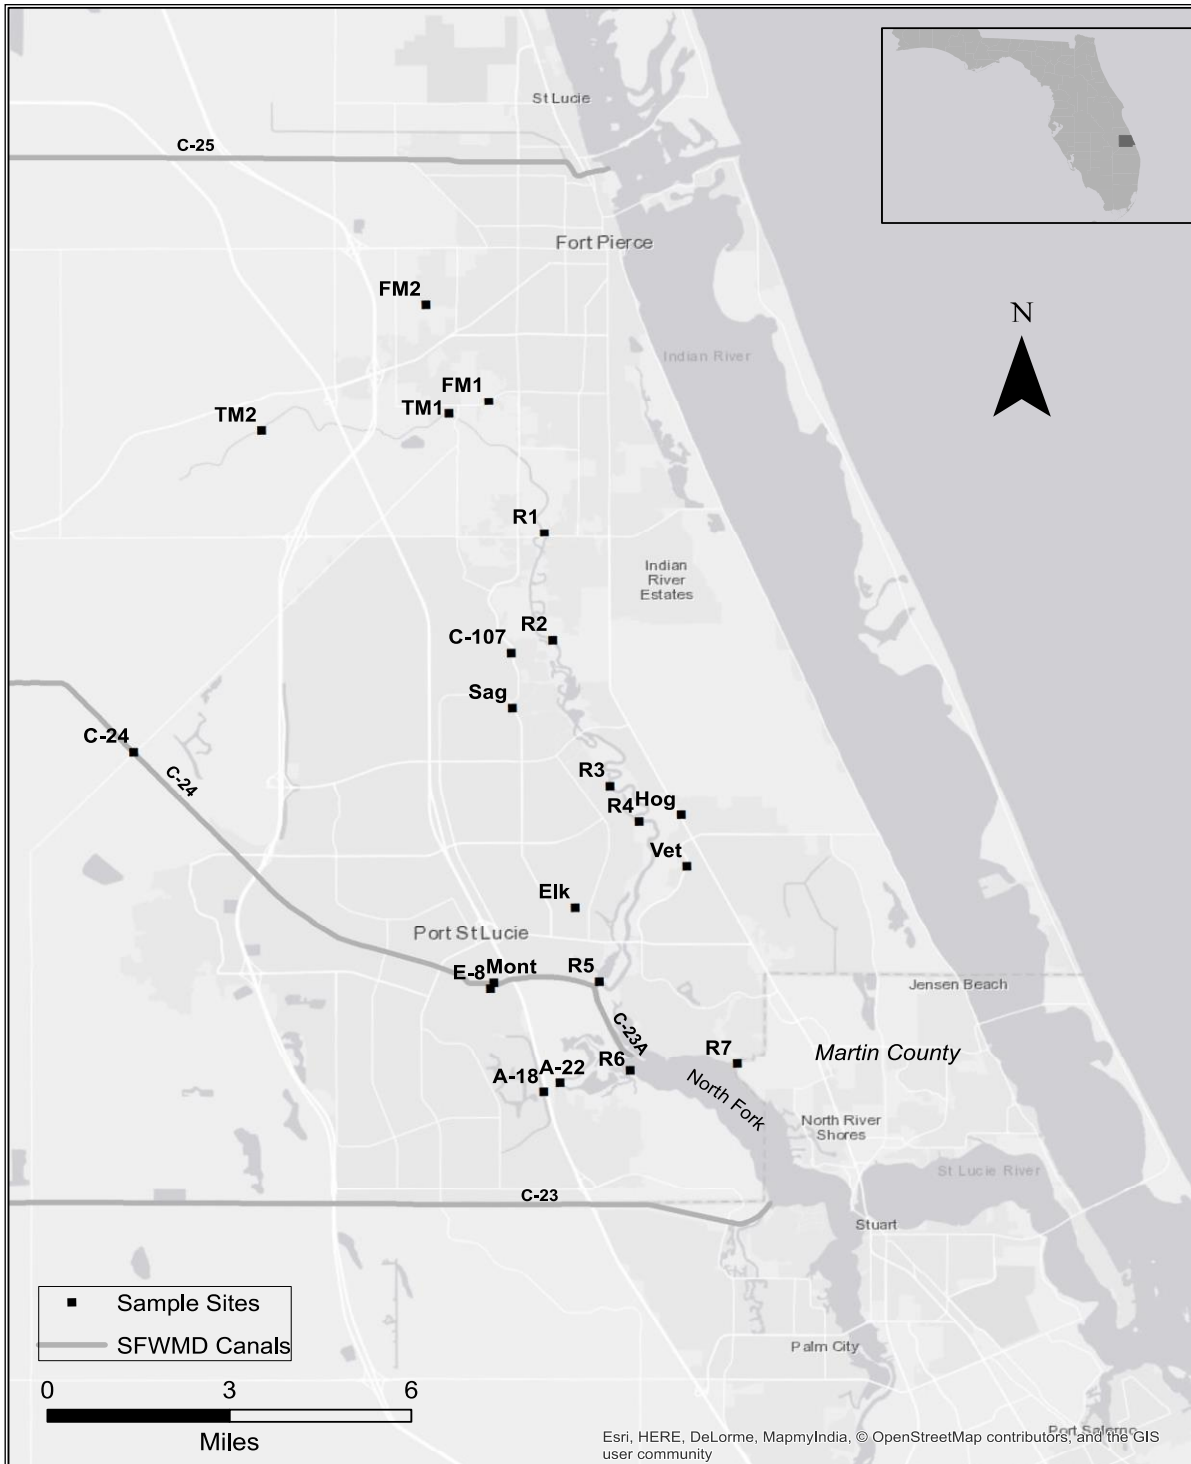 St Lucie
C-25
Fort Pierce
FM2
N
Indian River
FM1
TM1
TM2
R1
Indian
River
Estates
R2
C-107
Sag
C-24
C-24
R3
Hog
R4
Vet
Elk
Port St Lucie
E-8
Mont
R5
Jensen Beach
C-23A
R7
Martin County
R6
A-22
A-18
North Fork
North River
Shores
St Lucie River
C-23
Stuart
Sample Sites
SFWMD Canals
Palm City
0 3 6
Miles
Port Salerno
Esri, HERE, DeLorme, MapmyIndia, © OpenStreetMap contributors, and the GIS
user community